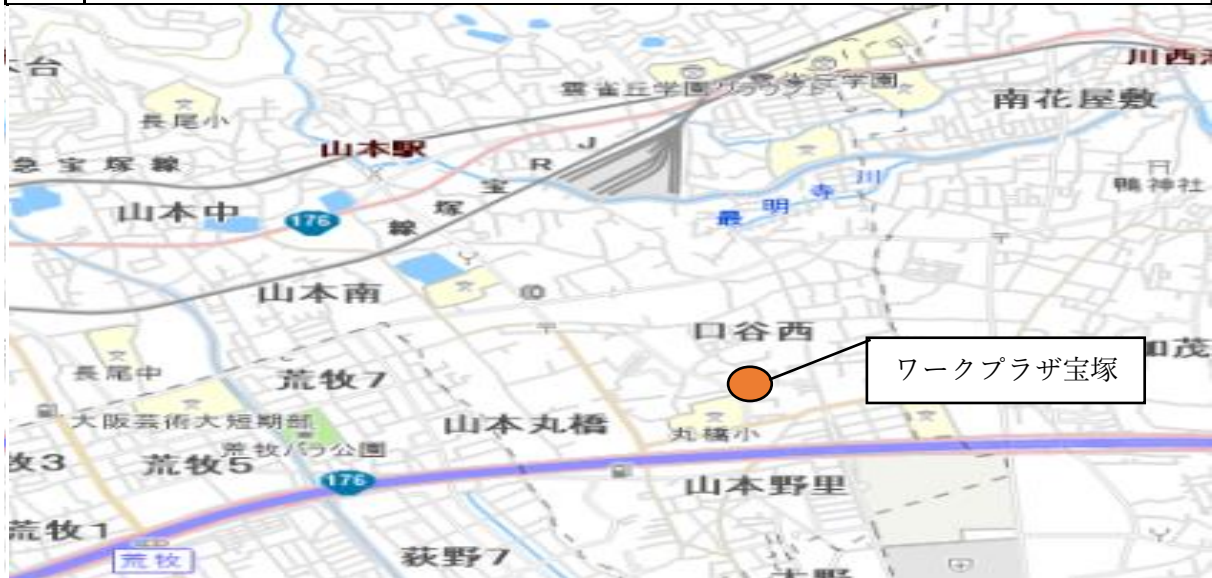 川西
雲雀丘学園
南花屋敷
長尾小
山本駅
急宝塚線
JR宝塚線
鴨神社
最明寺川
山本中
176
山本南
口谷西
ワークプラザ宝塚
加茂
長尾中
荒牧7
大阪芸術大短期部
山本丸橋
丸橋小
荒牧バラ公園
牧3
荒牧5
176
山本野里
荒牧1
荒牧
荻野7